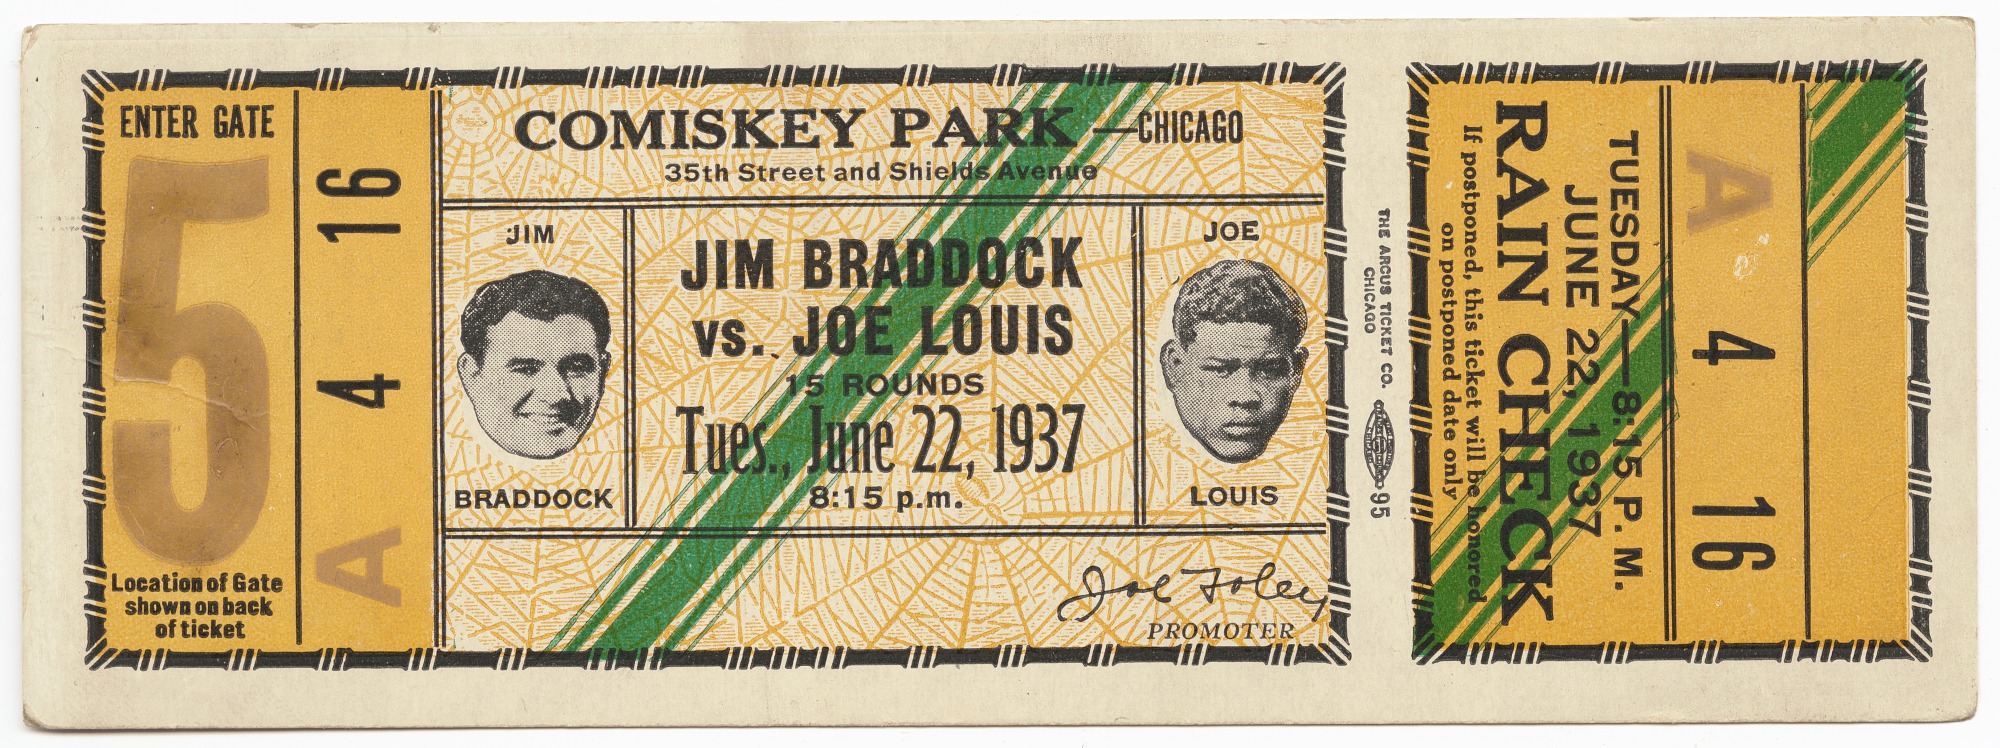 ENTER GATE
5
Location of Gate
shown on back
of ticket
16
4
A
COMISKEY PARK —CHICAGO
35th Street and Shields Avenue
JIM
BRADDOCK
JIM BRADDOCK
vs. JOE LOUIS
15 ROUNDS
Tues., June 22, 1937
8:15 p.m.
JOE
LOUIS
Joe Foley
PROMOTER
THE ARCUS TICKET CO.
CHICAGO
95
A
4
16
TUESDAY—8:15 P. M.
JUNE 22, 1937
RAIN CHECK
If postponed, this ticket will be honored
on postponed date only